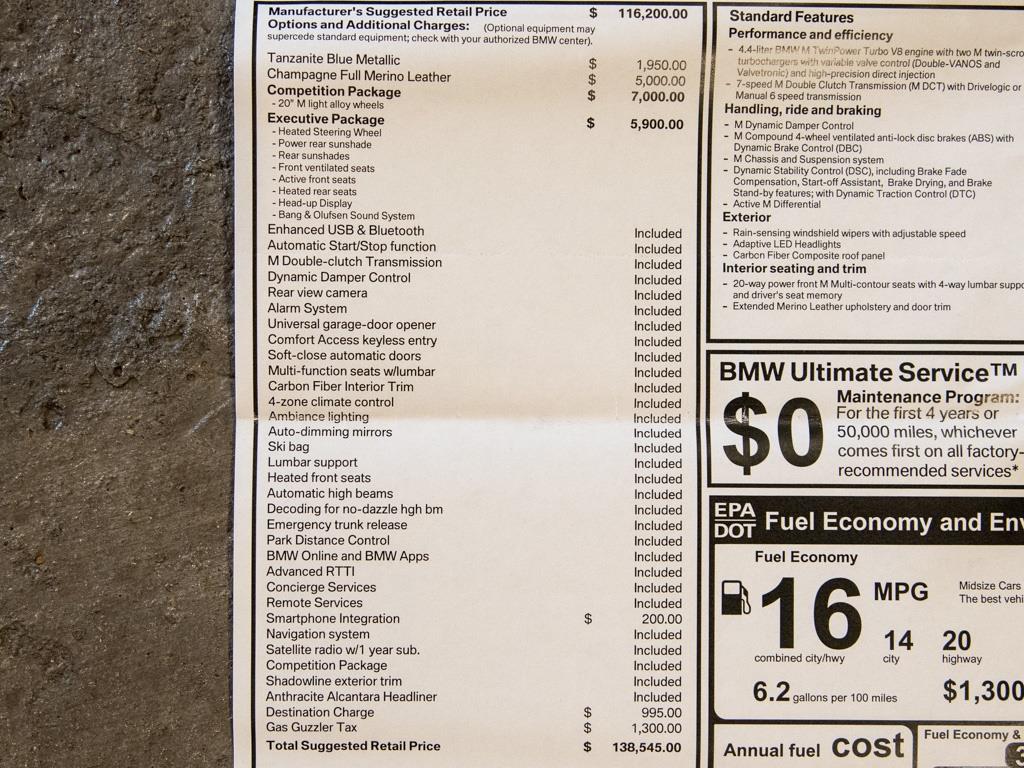 Manufacturer's Suggested Retail Price $ 116,200.00
Options and Additional Charges: (Optional equipment may
supercede standard equipment; check with your authorized BMW center).
Tanzanite Blue Metallic $ 1,950.00
Champagne Full Merino Leather $ 5,000.00
Competition Package $ 7,000.00
- 20" M light alloy wheels
Executive Package $ 5,900.00
- Heated Steering Wheel
- Power rear sunshade
- Rear sunshades
- Front ventilated seats
- Active front seats
- Heated rear seats
- Head-up Display
- Bang & Olufsen Sound System
Enhanced USB & Bluetooth Included
Automatic Start/Stop function Included
M Double-clutch Transmission Included
Dynamic Damper Control Included
Rear view camera Included
Alarm System Included
Universal garage-door opener Included
Comfort Access keyless entry Included
Soft-close automatic doors Included
Multi-function seats w/lumbar Included
Carbon Fiber Interior Trim Included
4-zone climate control Included
Ambiance lighting Included
Auto-dimming mirrors Included
Ski bag Included
Lumbar support Included
Heated front seats Included
Automatic high beams Included
Decoding for no-dazzle hgh bm Included
Emergency trunk release Included
Park Distance Control Included
BMW Online and BMW Apps Included
Advanced RTTI Included
Concierge Services Included
Remote Services Included
Smartphone Integration $ 200.00
Navigation system Included
Satellite radio w/1 year sub. Included
Competition Package Included
Shadowline exterior trim Included
Anthracite Alcantara Headliner Included
Destination Charge $ 995.00
Gas Guzzler Tax $ 1,300.00
Total Suggested Retail Price $ 138,545.00
Standard Features
Performance and efficiency
- 4.4-liter BMW M TwinPower Turbo V8 engine with two M twin-scro
turbochargers with variable valve control (Double-VANOS and
Valvetronic) and high-precision direct injection
- 7-speed M Double Clutch Transmission (M DCT) with Drivelogic or
Manual 6 speed transmission
Handling, ride and braking
- M Dynamic Damper Control
- M Compound 4-wheel ventilated anti-lock disc brakes (ABS) with
Dynamic Brake Control (DBC)
- M Chassis and Suspension system
- Dynamic Stability Control (DSC), including Brake Fade
Compensation, Start-off Assistant, Brake Drying, and Brake
Stand-by features; with Dynamic Traction Control (DTC)
- Active M Differential
Exterior
- Rain-sensing windshield wipers with adjustable speed
- Adaptive LED Headlights
- Carbon Fiber Composite roof panel
Interior seating and trim
- 20-way power front M Multi-contour seats with 4-way lumbar suppo
and driver's seat memory
- Extended Merino Leather upholstery and door trim
BMW Ultimate Service™
$0
Maintenance Program:
For the first 4 years or
50,000 miles, whichever
comes first on all factory-
recommended services*
EPA
DOT
Fuel Economy and Env
Fuel Economy
16 MPG
combined city/hwy
14
city
20
highway
Midsize Cars
The best vehi
6.2 gallons per 100 miles
$1,300
Annual fuel cost
Fuel Economy &